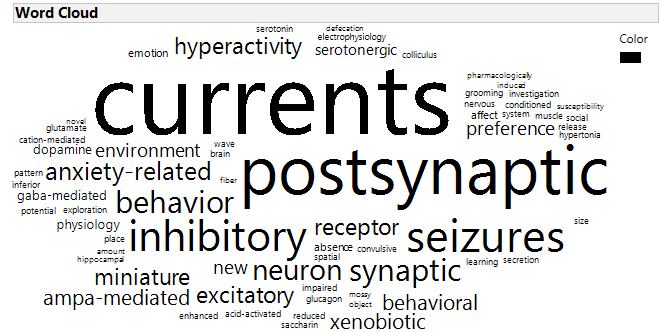 Word Cloud
serotonin
defecation
Color
electrophysiology
hyperactivity
emotion
serotonergic
colliculus
currents
pharmacologically
induced
grooming
investigation
nervous
conditioned
susceptibility
affect
system
muscle
social
novel
glutamate
preference
release
hypertonia
cation-mediated
dopamine
environment
wave
brain
postsynaptic
pattern
anxiety-related
fiber
inferior
gaba-mediated
behavior
potential
exploration
physiology
inhibitory
receptor
seizures
size
place
absence
convulsive
amount
spatial
hippocampal
miniature
new
neuron
synaptic
learning
secretion
ampa-mediated
excitatory
impaired
glucagon
mossy
object
behavioral
enhanced
acid-activated
reduced
saccharin
xenobiotic